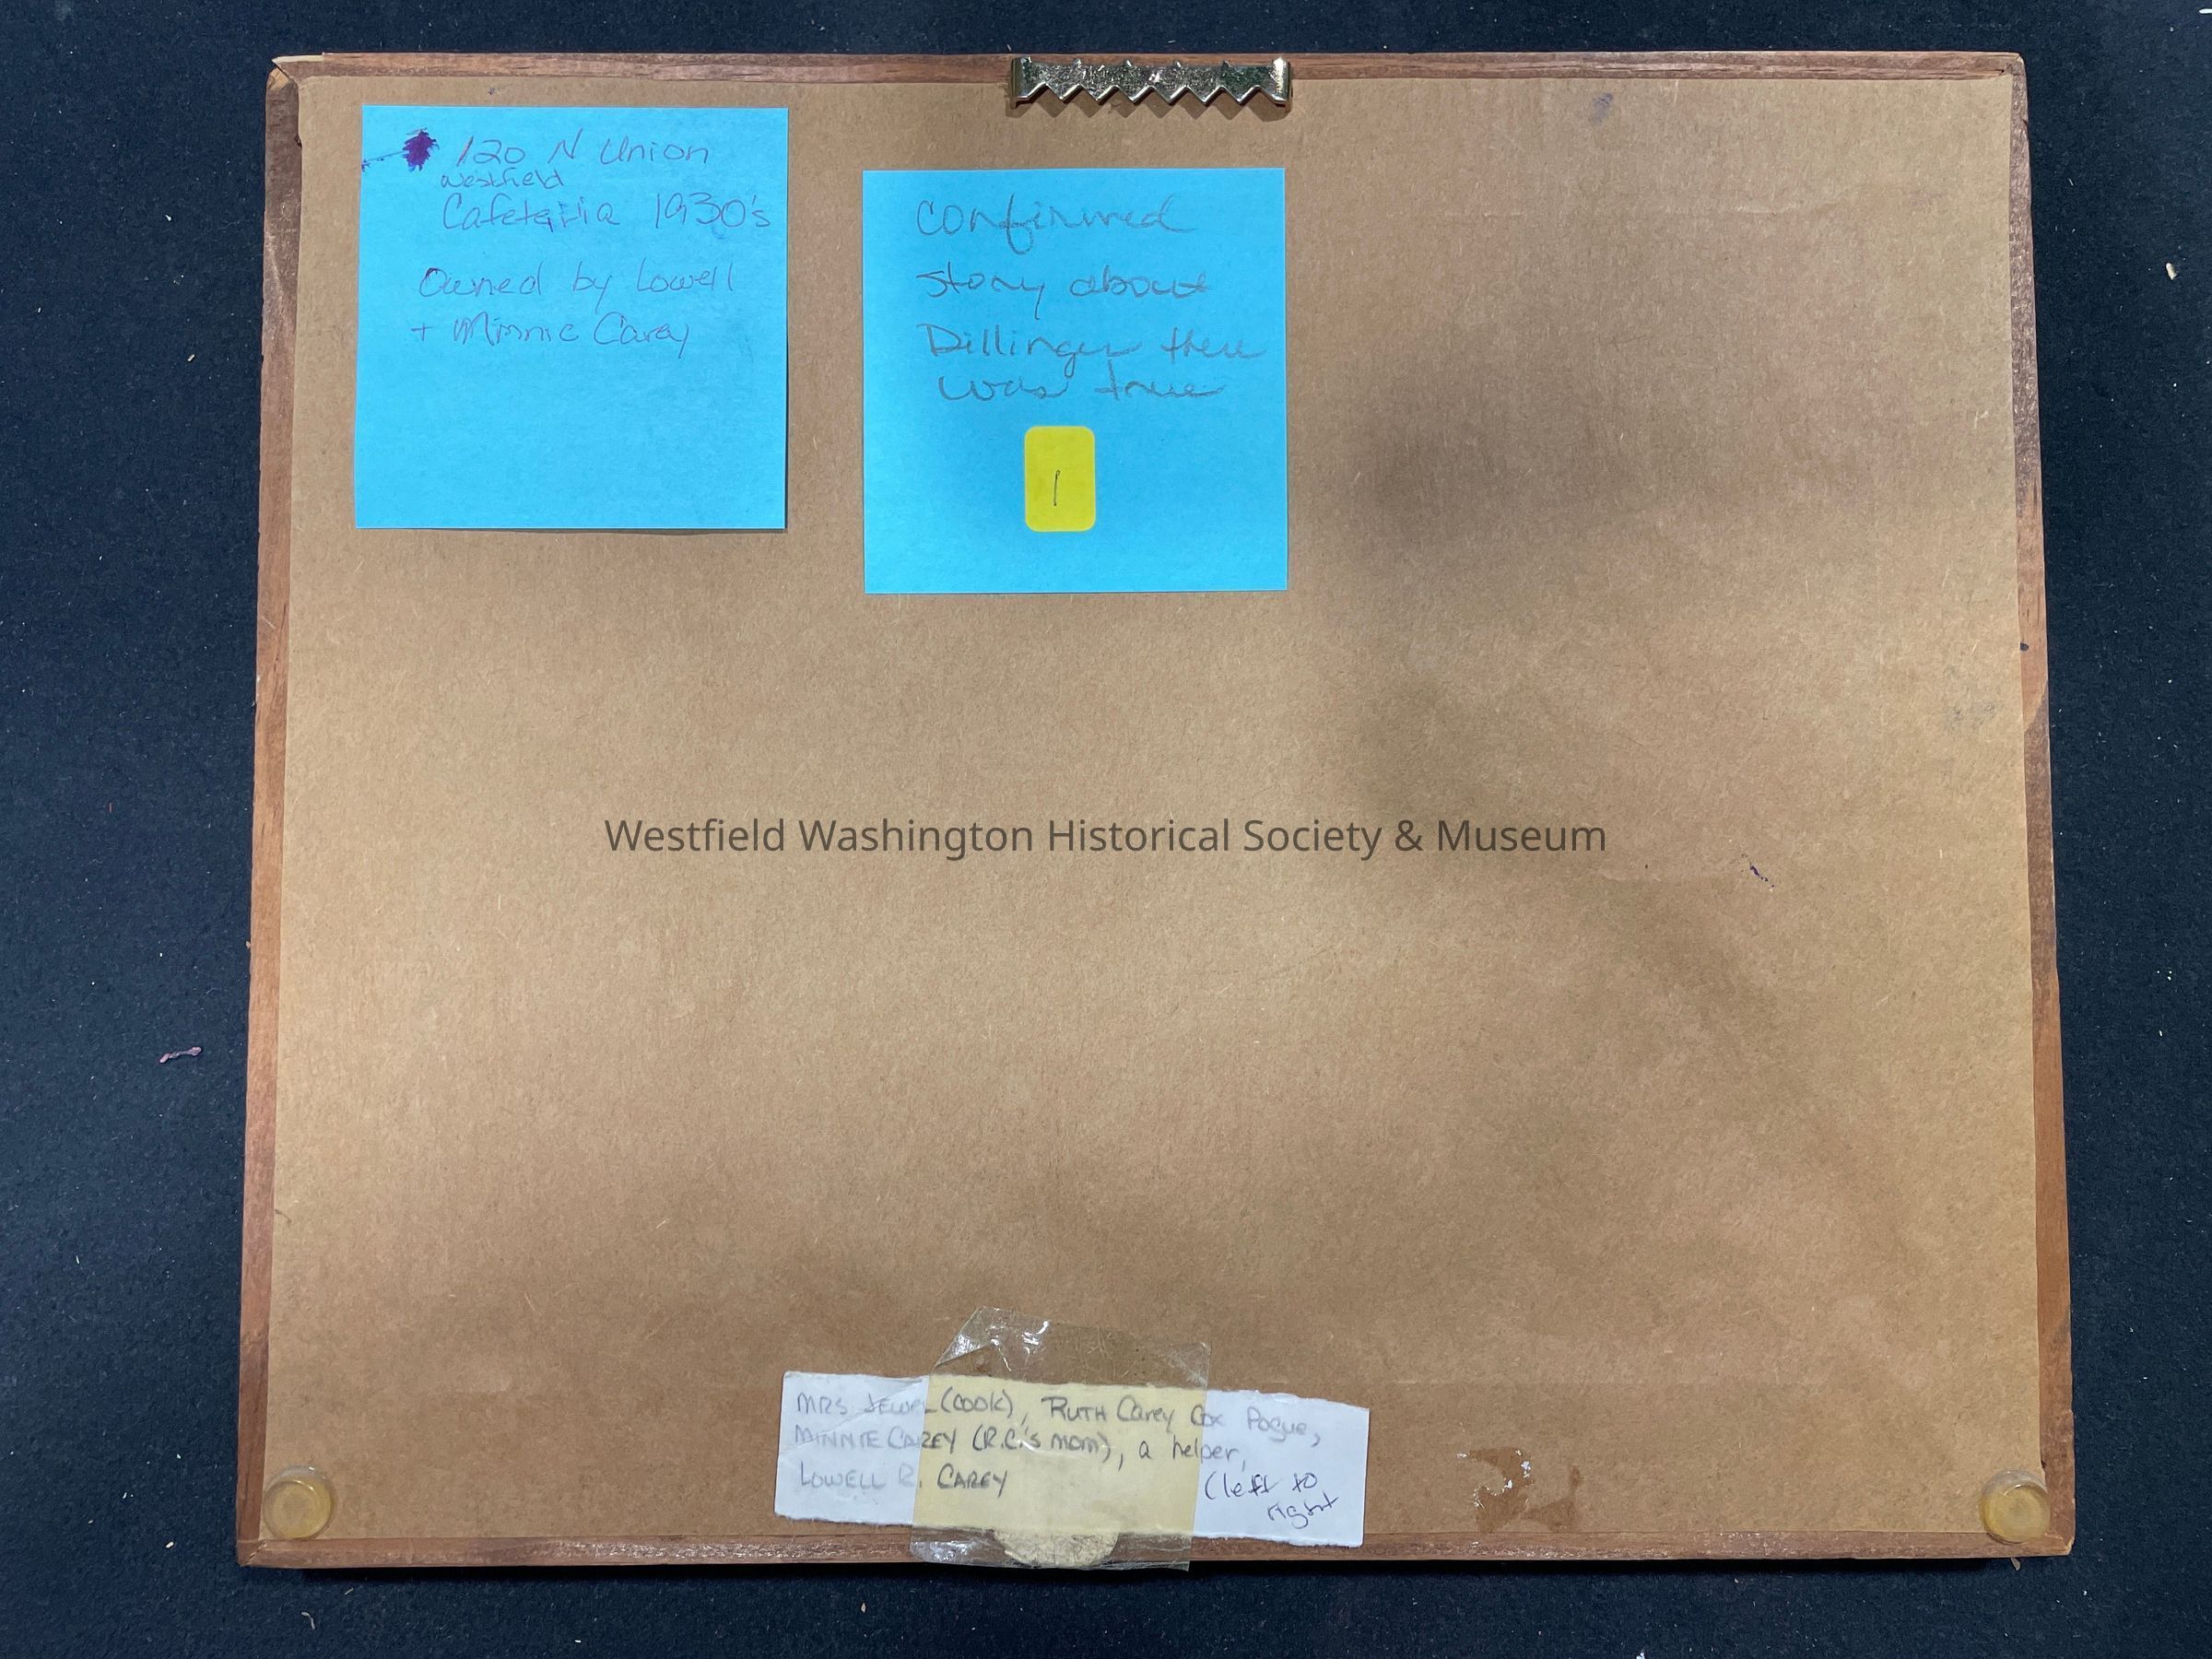 120 N Union
Westfield
Cafeteria 1930's
Owned by Lowell
+ Minnie Carey
confirmed
story about
Dillinger there
was true
1
Westfield Washington Historical Society & Museum
MRS JEWEL (COOK), RUTH Carey Cox Pogue,
MINNIE CAREY (R.C.'s mom), a helper,
LOWELL R. CAREY
(left to
right